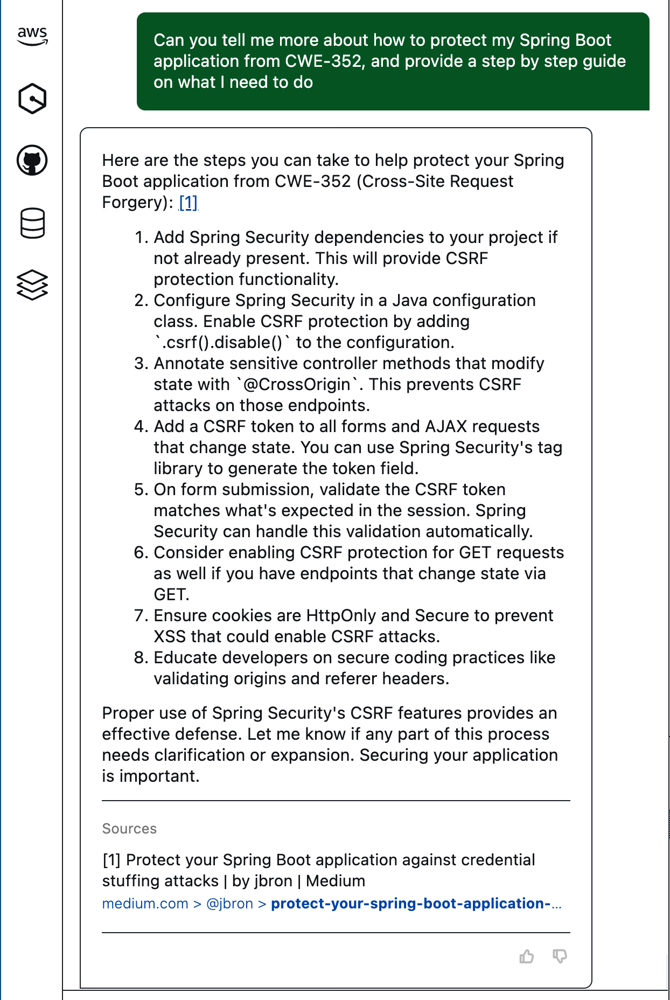 aws
Can you tell me more about how to protect my Spring Boot
application from CWE-352, and provide a step by step guide
on what I need to do
Here are the steps you can take to help protect your Spring
Boot application from CWE-352 (Cross-Site Request
Forgery): [1]
1. Add Spring Security dependencies to your project if
not already present. This will provide CSRF
protection functionality.
2. Configure Spring Security in a Java configuration
class. Enable CSRF protection by adding
`.csrf().disable()` to the configuration.
3. Annotate sensitive controller methods that modify
state with `@CrossOrigin`. This prevents CSRF
attacks on those endpoints.
4. Add a CSRF token to all forms and AJAX requests
that change state. You can use Spring Security's tag
library to generate the token field.
5. On form submission, validate the CSRF token
matches what's expected in the session. Spring
Security can handle this validation automatically.
6. Consider enabling CSRF protection for GET requests
as well if you have endpoints that change state via
GET.
7. Ensure cookies are HttpOnly and Secure to prevent
XSS that could enable CSRF attacks.
8. Educate developers on secure coding practices like
validating origins and referer headers.
Proper use of Spring Security's CSRF features provides an
effective defense. Let me know if any part of this process
needs clarification or expansion. Securing your application
is important.
Sources
[1] Protect your Spring Boot application against credential
stuffing attacks | by jbron | Medium
medium.com > @jbron > protect-your-spring-boot-application-...